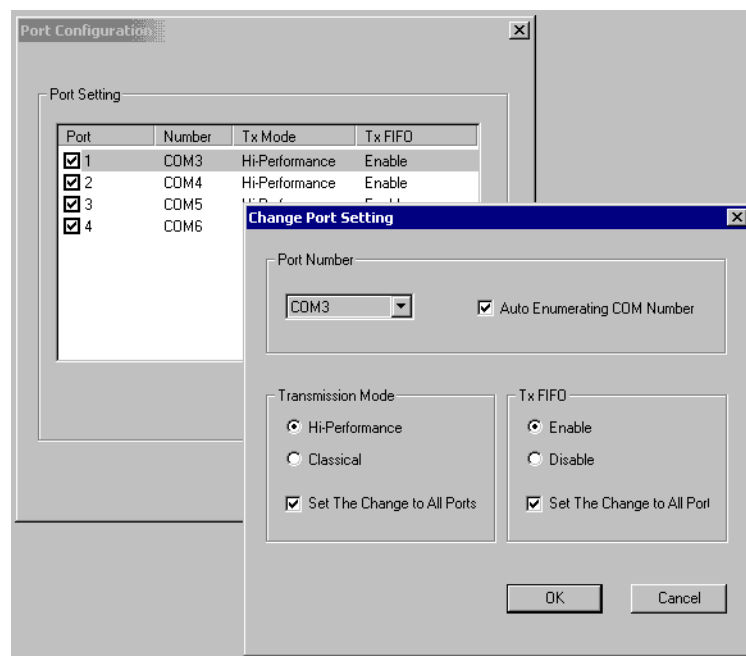 Port Configuration
Port Setting
Port Number Tx Mode Tx FIFO
1 COM3 Hi-Performance Enable
2 COM4 Hi-Performance Enable
3 COM5
4 COM6
Change Port Setting
Port Number
COM3 Auto Enumerating COM Number
Transmission Mode Tx FIFO
Hi-Performance Enable
Classical Disable
Set The Change to All Ports Set The Change to All Port
OK Cancel